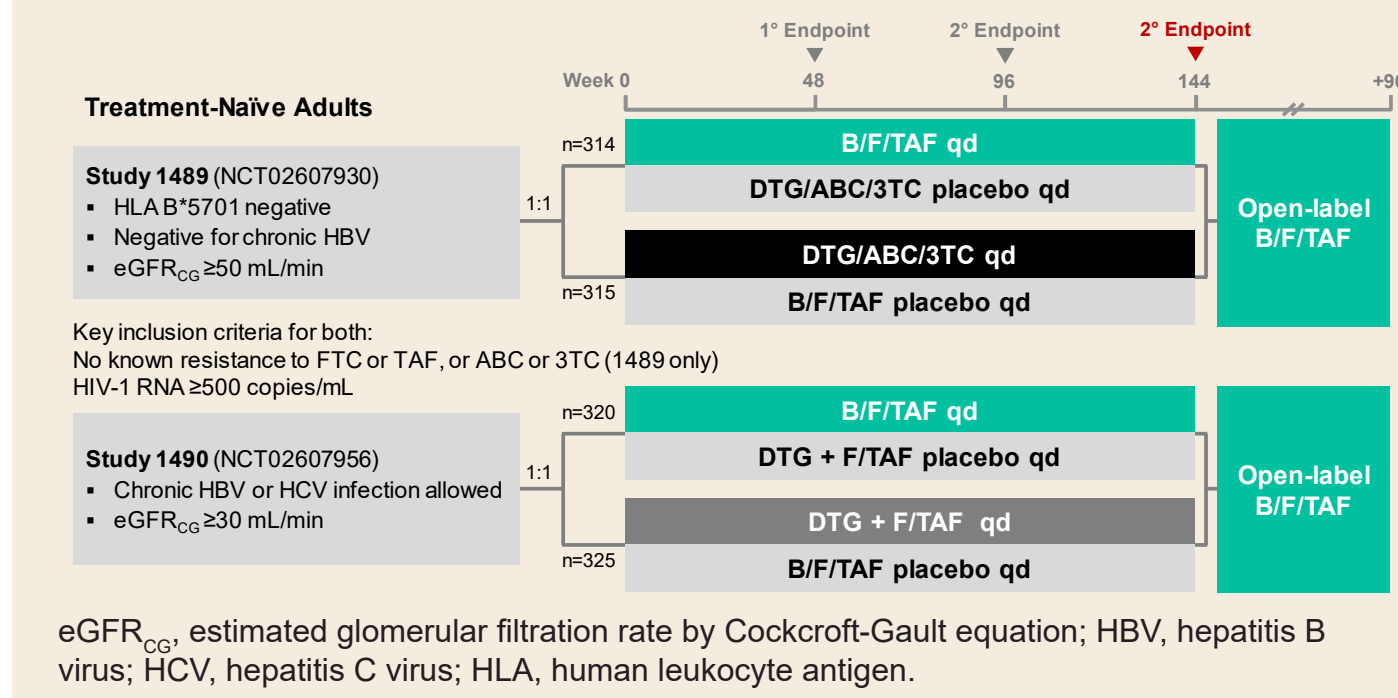 1° Endpoint 2° Endpoint 2° Endpoint
Week 0 48 96 144 +96
Treatment-Naïve Adults
Study 1489 (NCT02607930)
▪ HLA B*5701 negative
▪ Negative for chronic HBV
▪ eGFRCG ≥50 mL/min
1:1
n=314
B/F/TAF qd
DTG/ABC/3TC placebo qd
DTG/ABC/3TC qd
n=315
B/F/TAF placebo qd
Open-label
B/F/TAF
Key inclusion criteria for both:
No known resistance to FTC or TAF, or ABC or 3TC (1489 only)
HIV-1 RNA ≥500 copies/mL
Study 1490 (NCT02607956)
▪ Chronic HBV or HCV infection allowed
▪ eGFRCG ≥30 mL/min
1:1
n=320
B/F/TAF qd
DTG + F/TAF placebo qd
DTG + F/TAF qd
n=325
B/F/TAF placebo qd
Open-label
B/F/TAF
eGFRCG, estimated glomerular filtration rate by Cockcroft-Gault equation; HBV, hepatitis B
virus; HCV, hepatitis C virus; HLA, human leukocyte antigen.